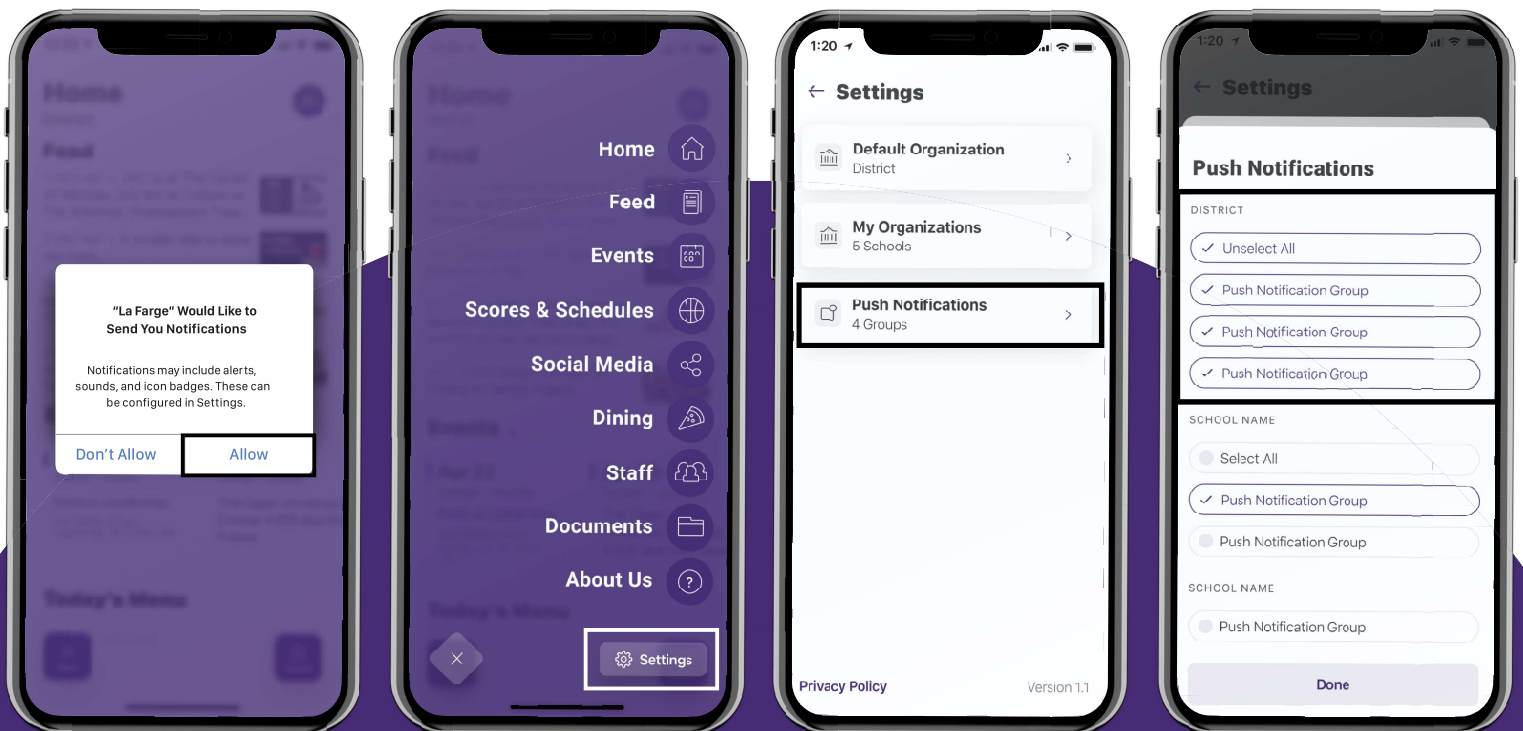 Home
Feed
Today's Menu
"La Farge" Would Like to
Send You Notifications
Notifications may include alerts,
sounds, and icon badges. These can
be configured in Settings.
Don't Allow
Allow
Home
Feed
Events
Scores & Schedules
Social Media
Dining
Staff
Documents
About Us
Settings
1:20
Settings
Default Organization
District
My Organizations
5 Schools
Push Notifications
4 Groups
Privacy Policy
Version 1.1
1:20
Settings
Push Notifications
DISTRICT
Unselect All
Push Notification Group
Push Notification Group
Push Notification Group
SCHOOL NAME
Select All
Push Notification Group
Push Notification Group
SCHOOL NAME
Push Notification Group
Done